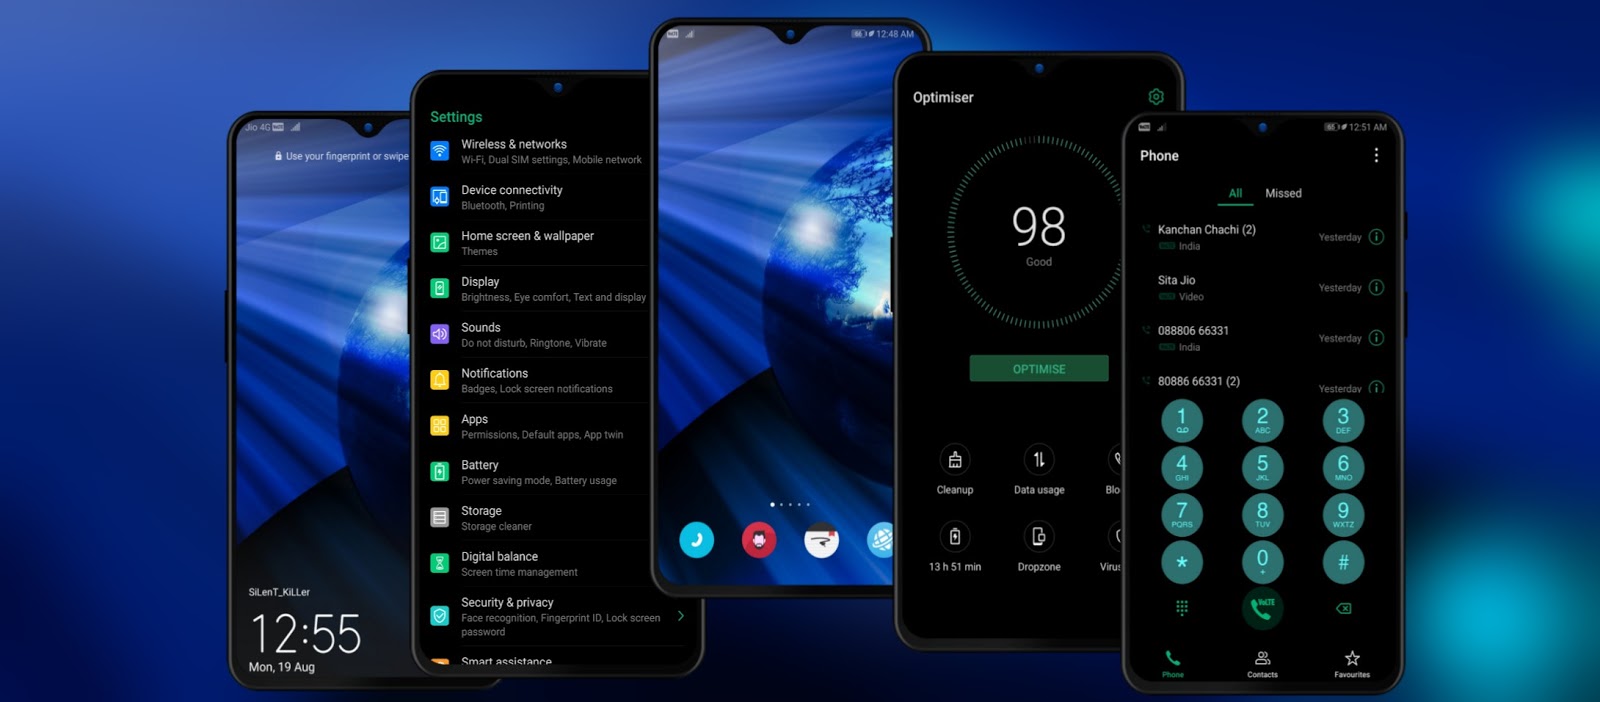 Jio 4G
Use your fingerprint or swipe
SiLenT_KiLLer
12:55
Mon, 19 Aug
Settings
Wireless & networks
Wi-Fi, Dual SIM settings, Mobile network
Device connectivity
Bluetooth, Printing
Home screen & wallpaper
Themes
Display
Brightness, Eye comfort, Text and display
Sounds
Do not disturb, Ringtone, Vibrate
Notifications
Badges, Lock screen notifications
Apps
Permissions, Default apps, App twin
Battery
Power saving mode, Battery usage
Storage
Storage cleaner
Digital balance
Screen time management
Security & privacy
Face recognition, Fingerprint ID, Lock screen
password
Smart assistance
66 12:48 AM
Optimiser
98
Good
OPTIMISE
Cleanup
Data usage
Blo
13 h 51 min
Dropzone
Virus
65 12:51 AM
Phone
All
Missed
Kanchan Chachi (2)
India
Yesterday
Sita Jio
Video
Yesterday
088806 66331
India
Yesterday
80886 66331 (2)
Yesterday
1
2
ABC
3
DEF
4
GHI
5
JKL
6
MNO
7
PQRS
8
TUV
9
WXYZ
*
0
+
#
VoLTE
Phone
Contacts
Favourites